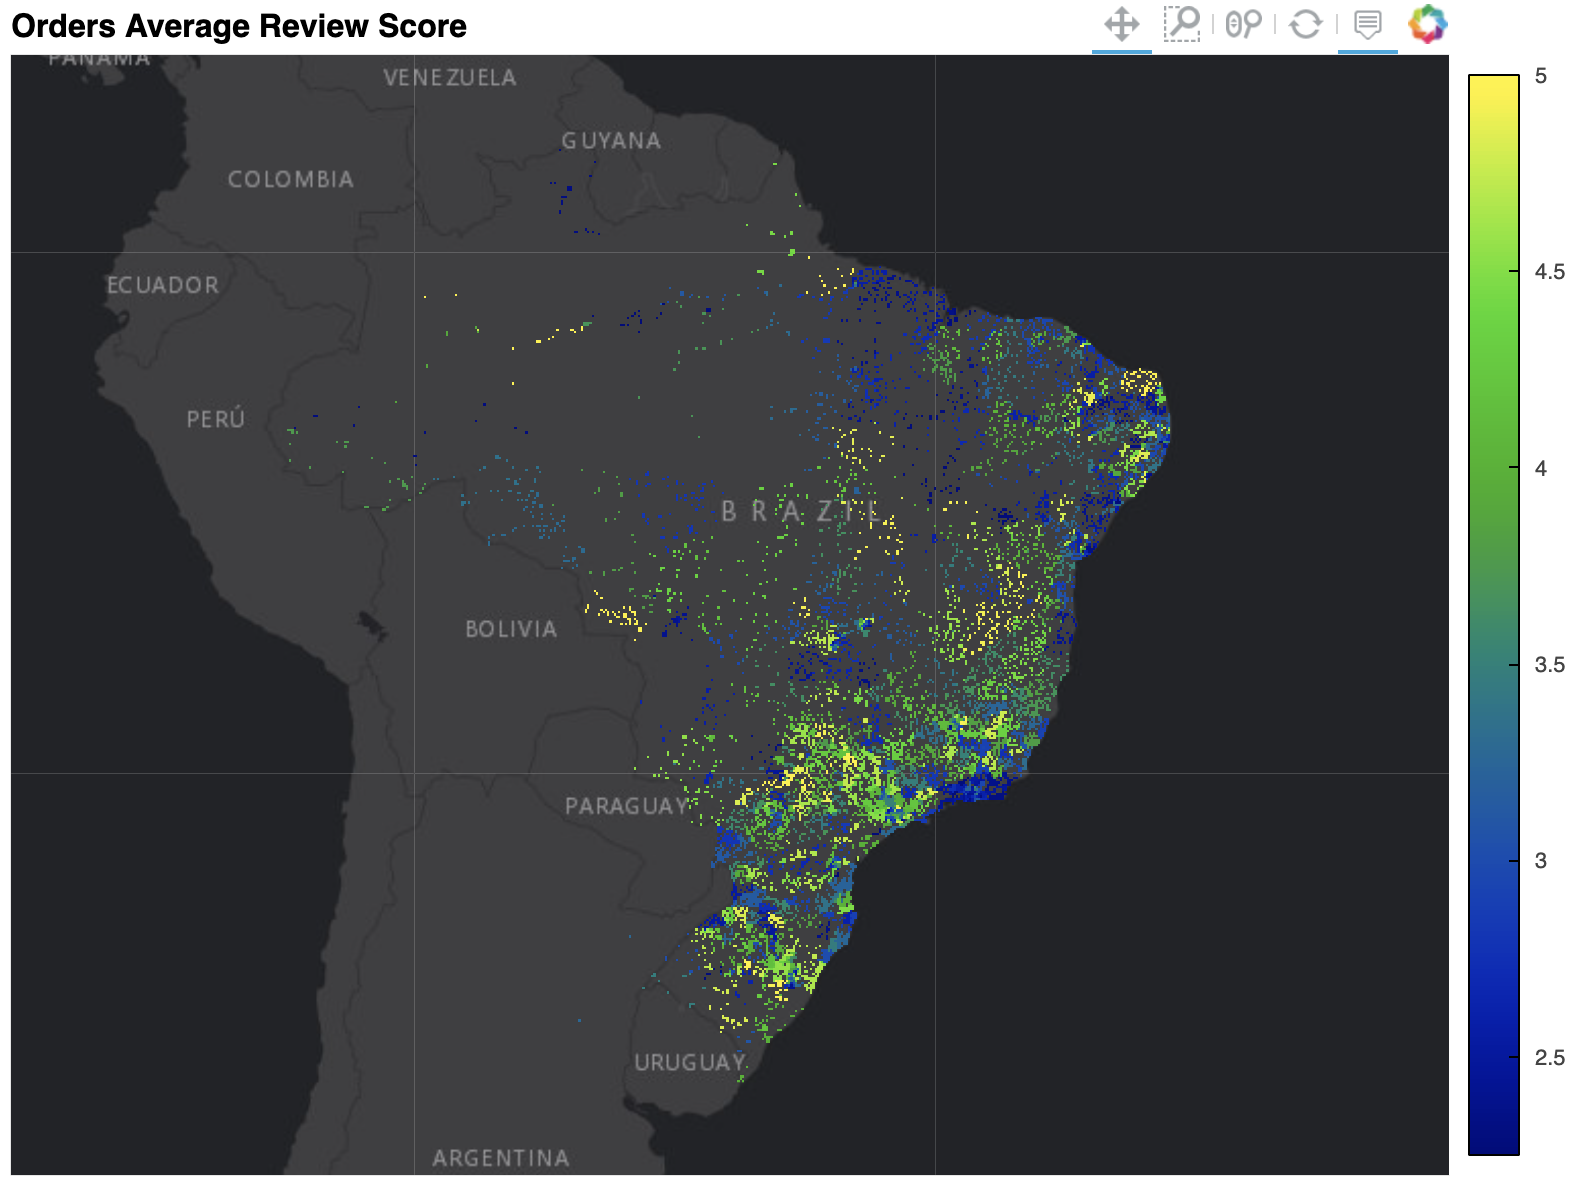 Orders Average Review Score
PANAMA
VENEZUELA
GUYANA
COLOMBIA
ECUADOR
PERÚ
BRAZIL
BOLIVIA
PARAGUAY
URUGUAY
ARGENTINA
5
4.5
4
3.5
3
2.5